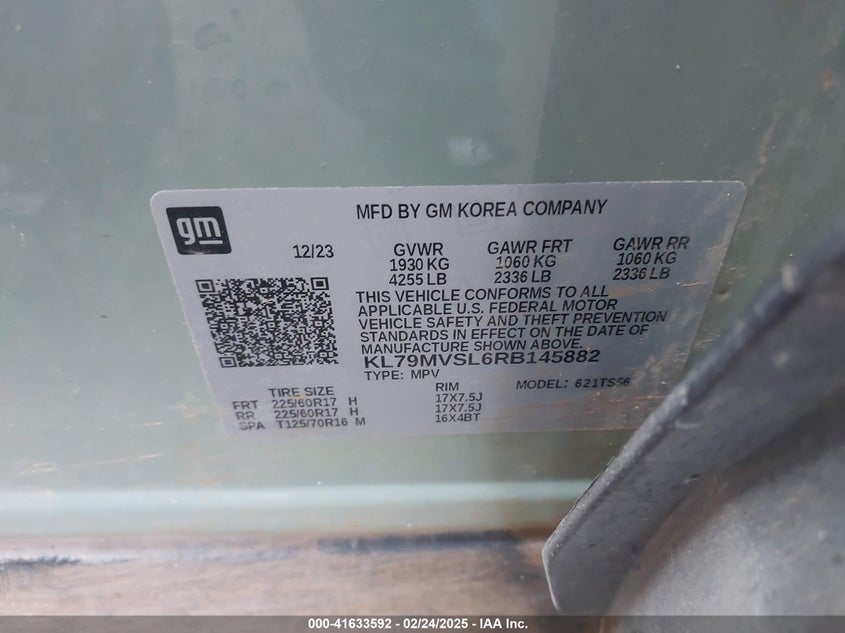 gm
MFD BY GM KOREA COMPANY
12/23
GVWR GAWR FRT GAWR RR
1930 KG 1060 KG 1060 KG
4255 LB 2336 LB 2336 LB
THIS VEHICLE CONFORMS TO ALL
APPLICABLE U.S. FEDERAL MOTOR
VEHICLE SAFETY AND THEFT PREVENTION
STANDARDS IN EFFECT ON THE DATE OF
MANUFACTURE SHOWN ABOVE.
KL79MVSL6RB145882
TYPE: MPV MODEL: 621TS56
TIRE SIZE RIM
FRT 225/60R17 H 17X7.5J
RR 225/60R17 H 17X7.5J
SPA T125/70R16 M 16X4BT
000-41633592 - 02/24/2025 - IAA Inc.